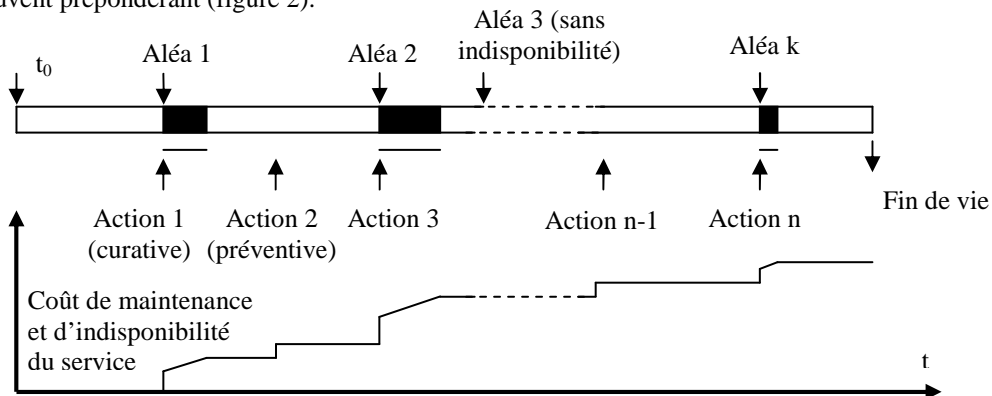 uvent prépondérant (figure 2).
Aléa 3 (sans
indisponibilité)
t0
Aléa 1
Aléa 2
Aléa k
Fin de vie
Action 1
(curative)
Action 2
(préventive)
Action 3
Action n-1
Action n
Coût de maintenance
et d’indisponibilité
du service
t